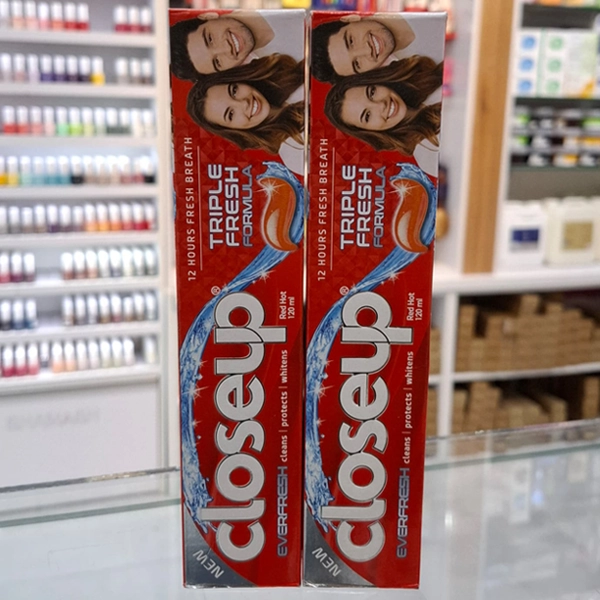 12 HOURS FRESH BREATH
TRIPLE
FRESH
FORMULA
closeup®
Red Hot
120 ml
EVERFRESH cleans | protects | whitens
NEW
12 HOURS FRESH BREATH
TRIPLE
FRESH
FORMULA
closeup®
Red Hot
120 ml
EVERFRESH cleans | protects | whitens
NEW